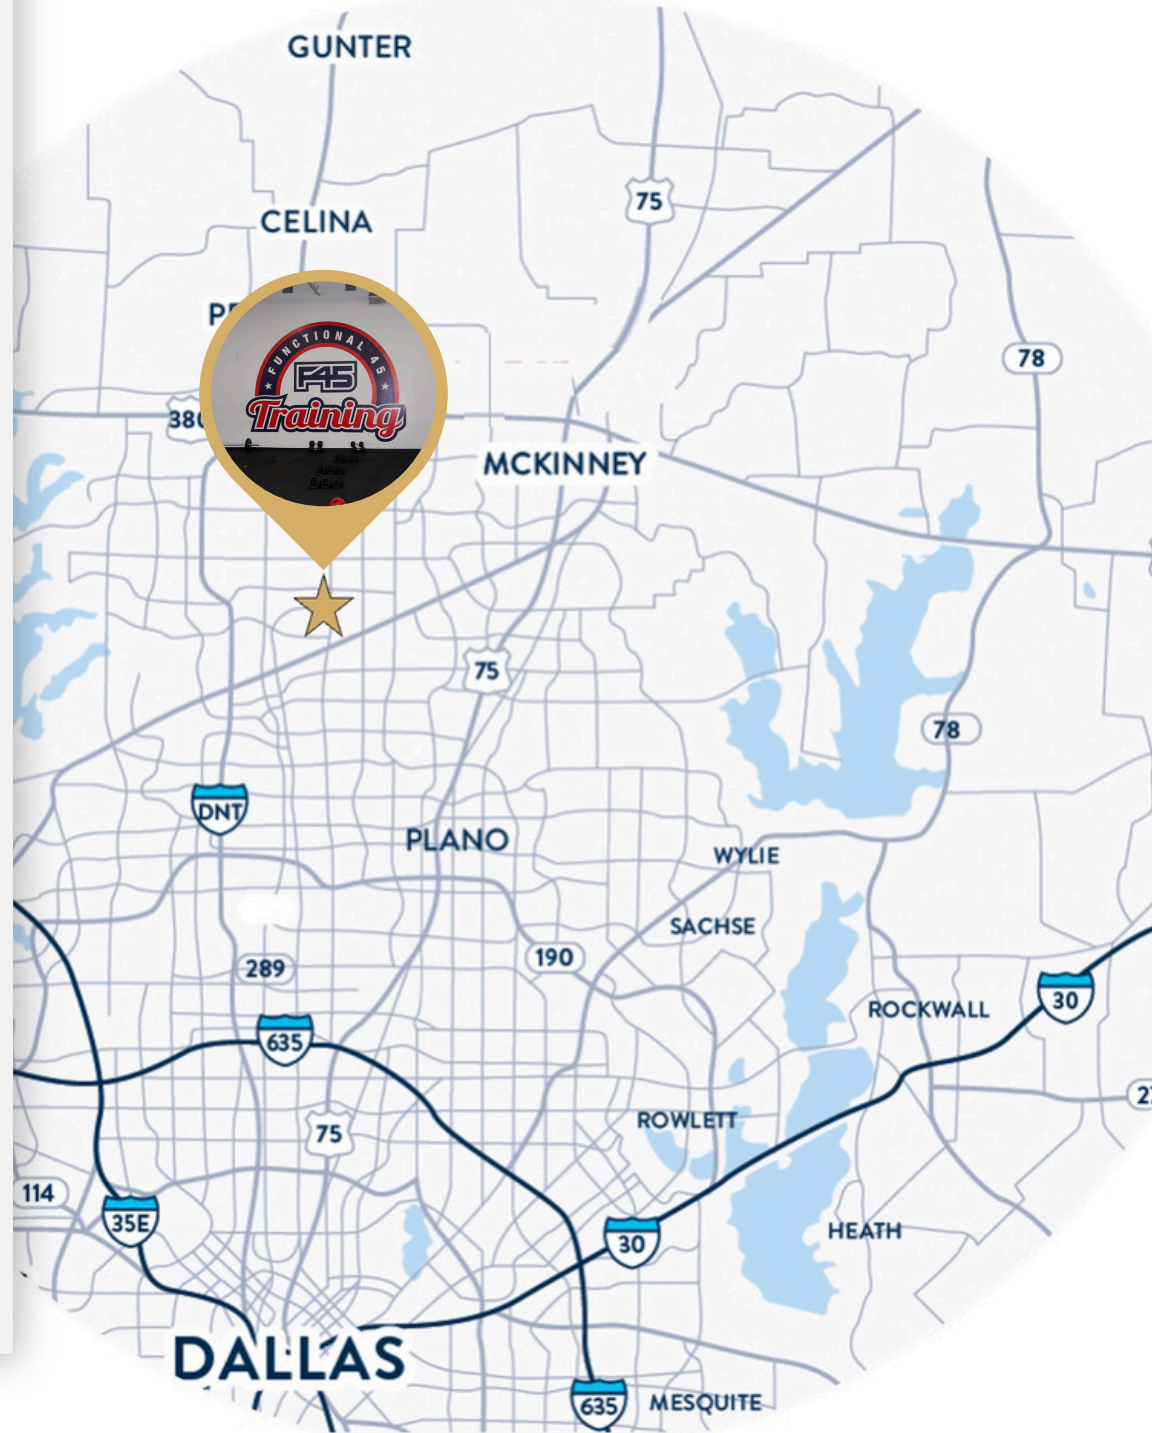 GUNTER
75
CELINA
FUNCTIONAL 45
F45
Training
78
MCKINNEY
75
78
DNT
PLANO
WYLIE
SACHSE
190
289
30
ROCKWALL
635
ROWLETT
75
114
35E
30
HEATH
DALLAS
635
MESQUITE